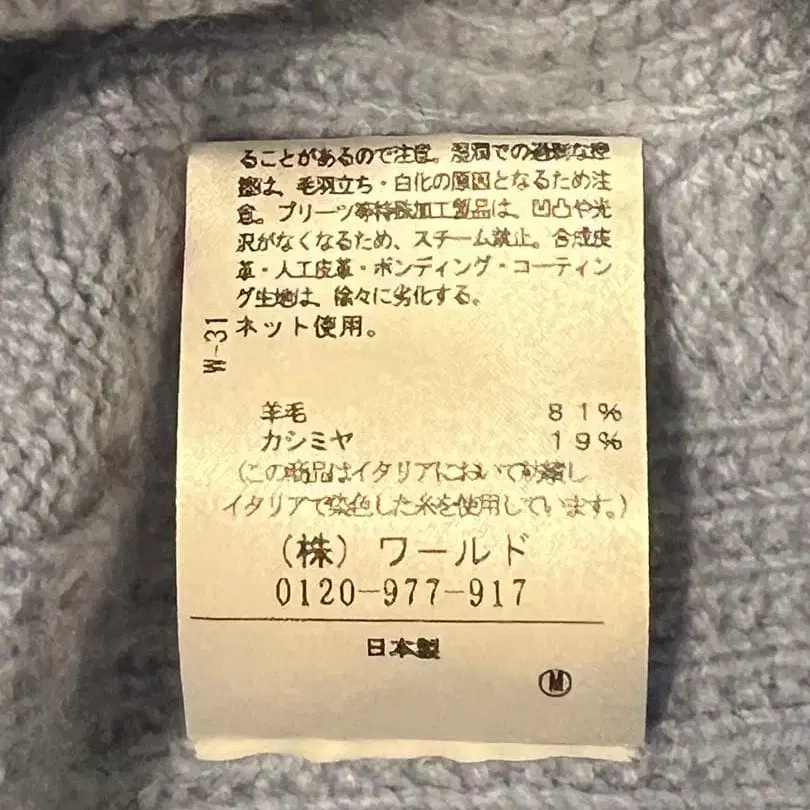 ることがあるので注意。湿潤での過剰な摩
擦は、毛羽立ち・白化の原因となるため注
意。プリーツ等特殊加工製品は、凹凸や光
沢がなくなるため、スチーム禁止。合成皮
革・人工皮革・ボンディング・コーティン
グ生地は、徐々に劣化する。
ネット使用。
W-31
羊毛 81%
カシミヤ 19%
(この商品はイタリアにおいて紡績し
イタリアで染色した糸を使用しています。)
(株) ワールド
0120-977-917
日本製
M